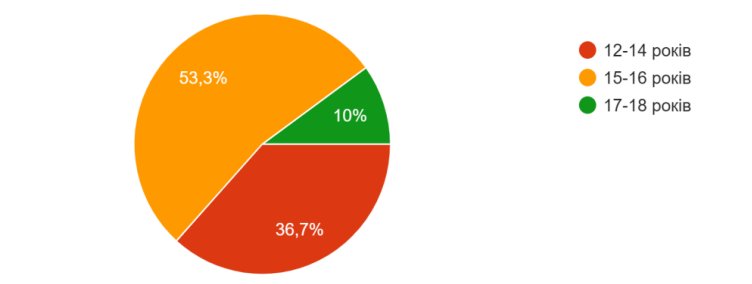 53,3%
10%
36,7%
12-14 років
15-16 років
17-18 років